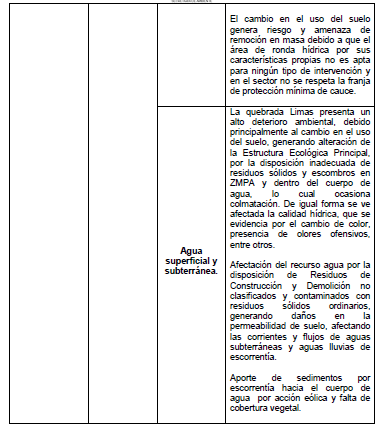 El cambio en el uso del suelo
genera riesgo y amenaza de
remoción en masa debido a que el
área de ronda hídrica por sus
características propias no es apta
para ningún tipo de intervención y
en el sector no se respeta la franja
de protección mínima de cauce.
Agua
superficial y
subterránea.
La quebrada Limas presenta un
alto deterioro ambiental, debido
principalmente al cambio en el uso
del suelo, generando alteración de
la Estructura Ecológica Principal,
por la disposición inadecuada de
residuos sólidos y escombros en
ZMPA y dentro del cuerpo de
agua, lo cual ocasiona
colmatación. De igual forma se ve
afectada la calidad hídrica, que se
evidencia por el cambio de color,
presencia de olores ofensivos,
entre otros.
Afectación del recurso agua por la
disposición de Residuos de
Construcción y Demolición no
clasificados y contaminados con
residuos sólidos ordinarios,
generando daños en la
permeabilidad de suelo, afectando
las corrientes y flujos de aguas
subterráneas y aguas lluvias de
escorrentía.
Aporte de sedimentos por
escorrentía hacia el cuerpo de
agua por acción eólica y falta de
cobertura vegetal.